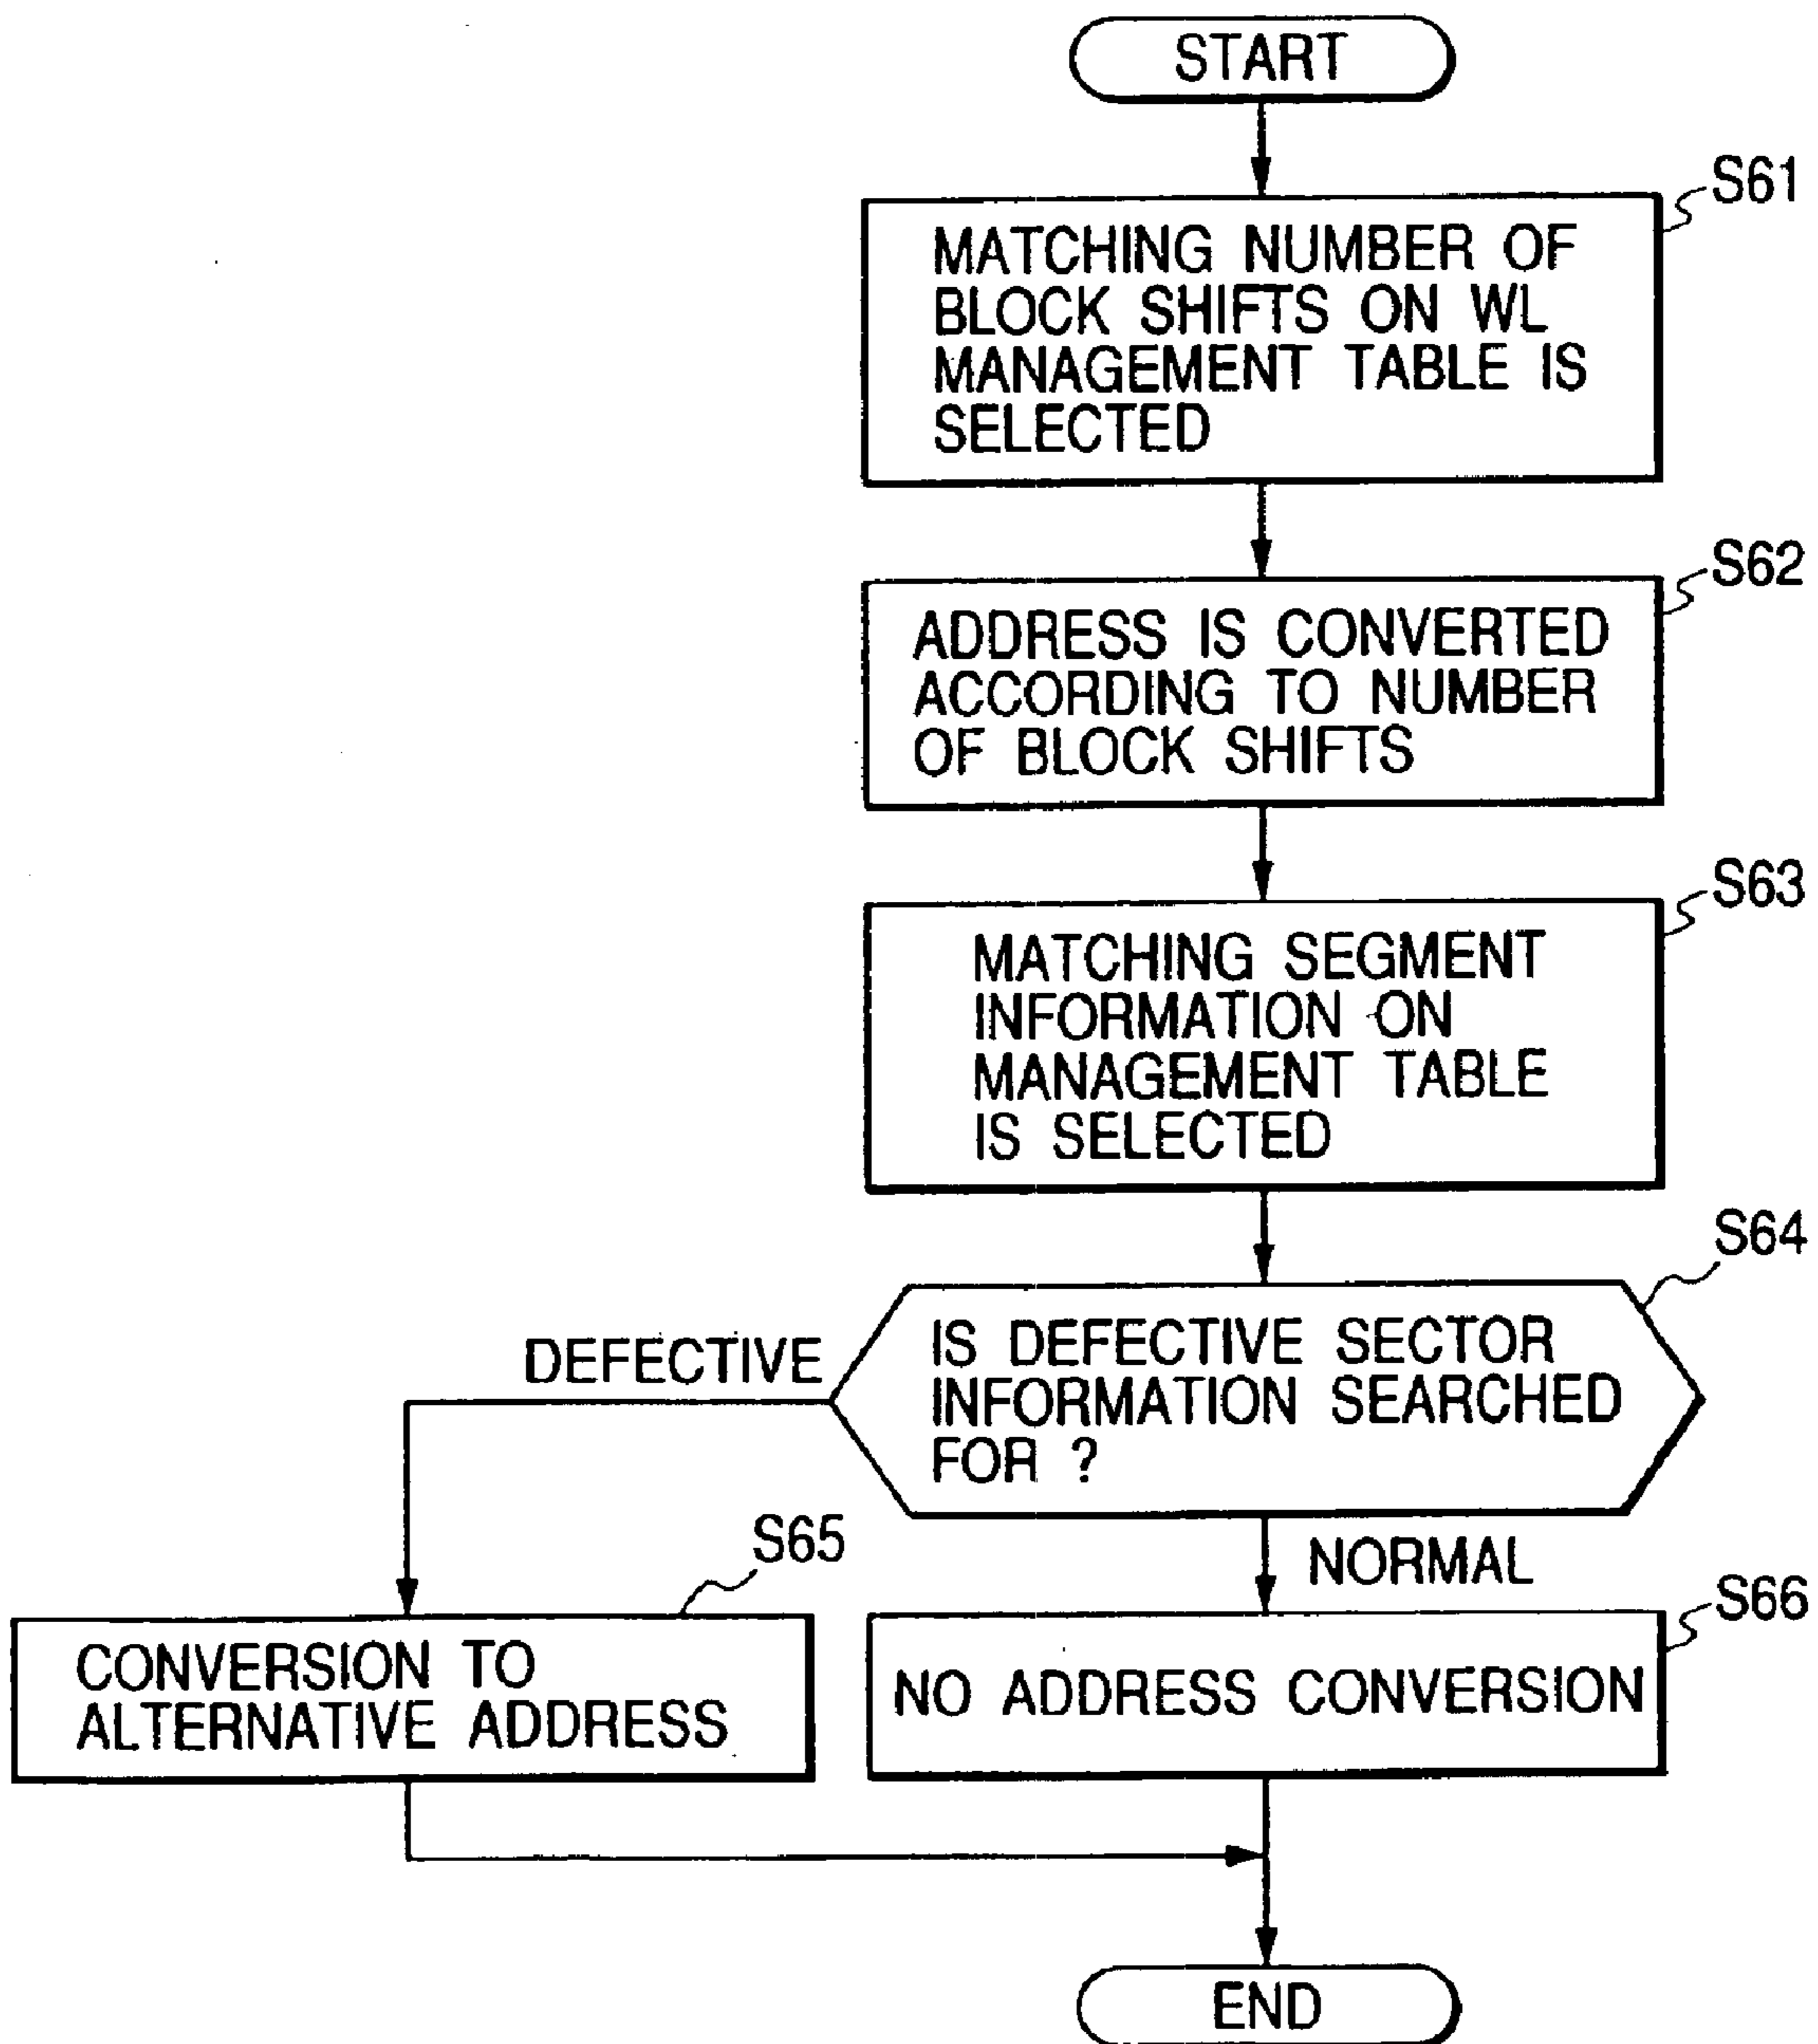 START
S61
MATCHING NUMBER OF
BLOCK SHIFTS ON WL
MANAGEMENT TABLE IS
SELECTED
S62
ADDRESS IS CONVERTED
ACCORDING TO NUMBER
OF BLOCK SHIFTS
S63
MATCHING SEGMENT
INFORMATION ON
MANAGEMENT TABLE
IS SELECTED
S64
IS DEFECTIVE SECTOR
INFORMATION SEARCHED
FOR ?
DEFECTIVE
NORMAL
S65
CONVERSION TO
ALTERNATIVE ADDRESS
S66
NO ADDRESS CONVERSION
END